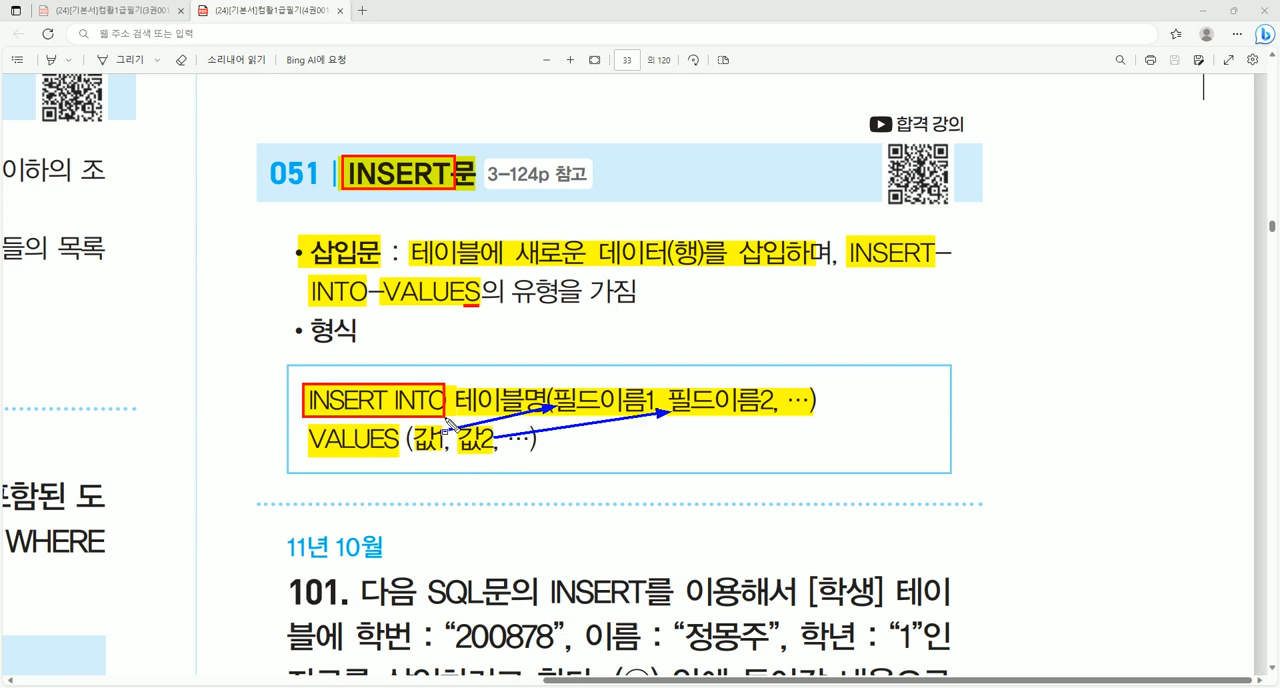 (24)[기본서]컴활1급필기(3권001
(24)[기본서]컴활1급필기(4권001
웹 주소 검색 또는 입력
그리기
소리내어 읽기
Bing AI에 요청
33
외 120
이하의 조
들의 목록
포함된 도
WHERE
합격 강의
051 INSERT문 3-124p 참고
• 삽입문 : 테이블에 새로운 데이터(행)를 삽입하며, INSERT-
INTO-VALUES의 유형을 가짐
• 형식
INSERT INTO 테이블명(필드이름1, 필드이름2, …)
VALUES (값1, 값2, …)
11년 10월
101. 다음 SQL문의 INSERT를 이용해서 [학생] 테이
블에 학번 : “200878”, 이름 : “정몽주”, 학년 : “1”인